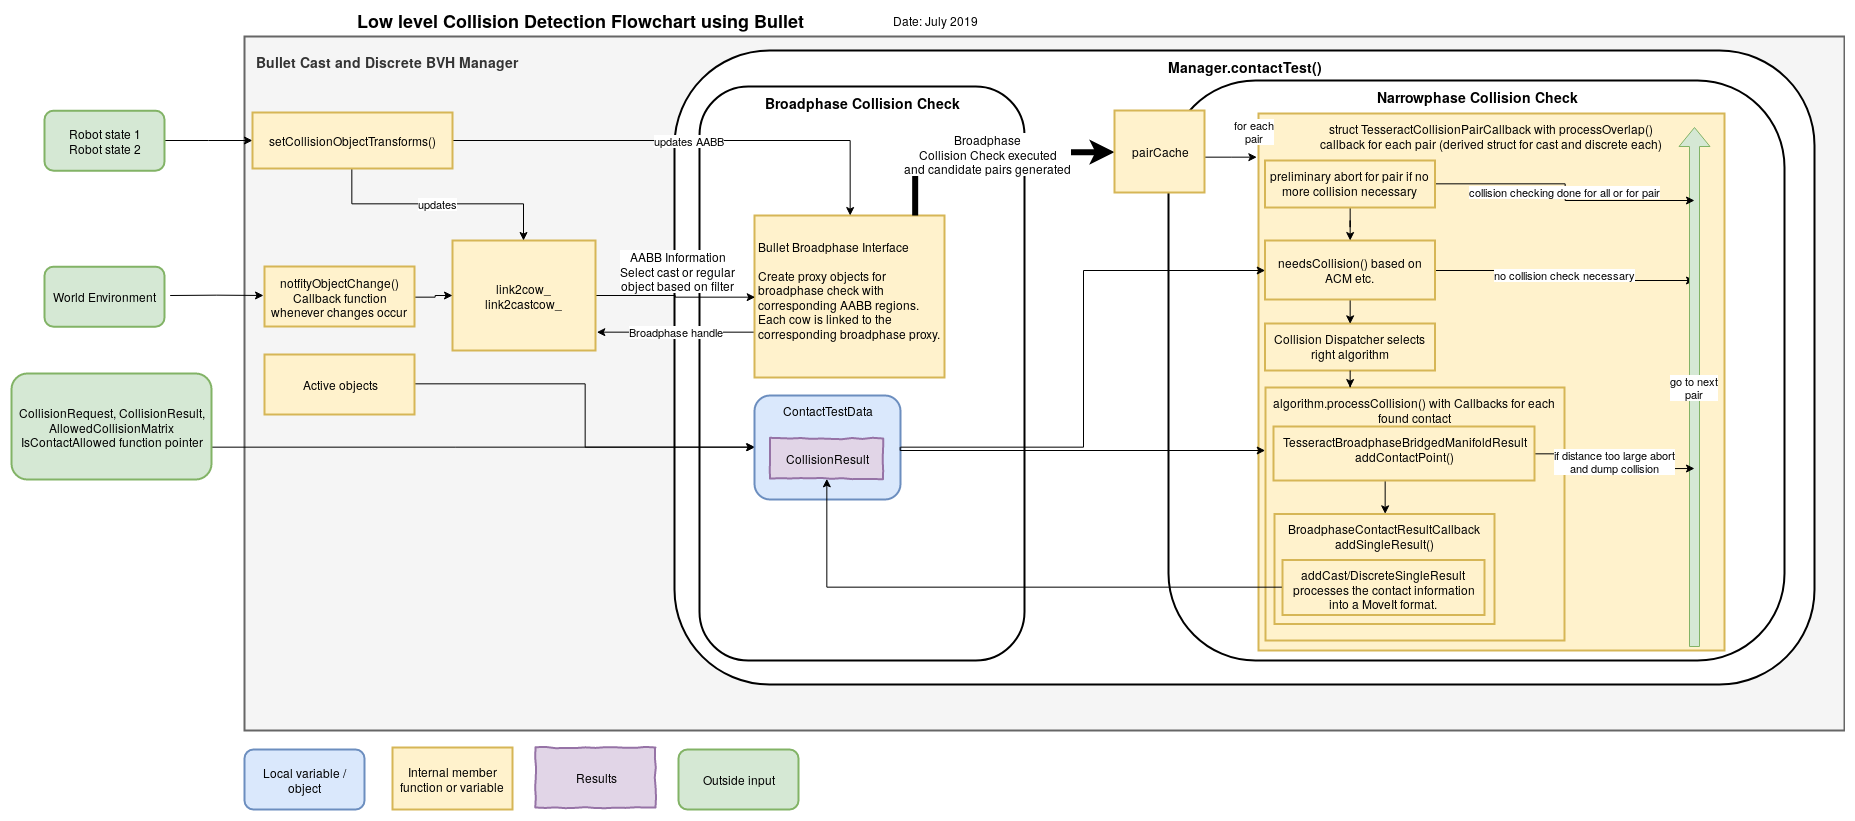 Low level Collision Detection Flowchart using Bullet
Date: July 2019
Bullet Cast and Discrete BVH Manager
Manager.contactTest()
Broadphase Collision Check
Narrowphase Collision Check
Robot state 1
Robot state 2
setCollisionObjectTransforms()
updates AABB
updates
Broadphase
Collision Check executed
and candidate pairs generated
pairCache
for each
pair
struct TesseractCollisionPairCallback with processOverlap()
callback for each pair (derived struct for cast and discrete each)
preliminary abort for pair if no
more collision necessary
collision checking done for all or for pair
World Environment
notfityObjectChange()
Callback function
whenever changes occur
link2cow_
link2castcow_
AABB Information
Select cast or regular
object based on filter
Broadphase handle
Bullet Broadphase Interface
Create proxy objects for
broadphase check with
corresponding AABB regions.
Each cow is linked to the
corresponding broadphase proxy.
needsCollision() based on
ACM etc.
no collision check necessary
Collision Dispatcher selects
right algorithm
go to next
pair
Active objects
CollisionRequest, CollisionResult,
AllowedCollisionMatrix
IsContactAllowed function pointer
ContactTestData
CollisionResult
algorithm.processCollision() with Callbacks for each
found contact
TesseractBroadphaseBridgedManifoldResult
addContactPoint()
if distance too large abort
and dump collision
BroadphaseContactResultCallback
addSingleResult()
addCast/DiscreteSingleResult
processes the contact information
into a MoveIt format.
Local variable /
object
Internal member
function or variable
Results
Outside input